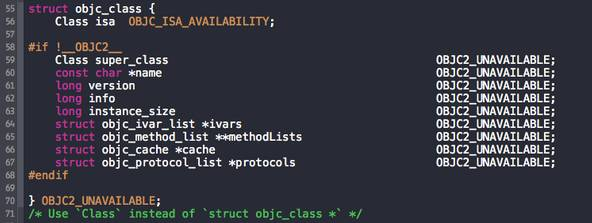 55 struct objc_class {
56     Class isa  OBJC_ISA_AVAILABILITY;
57
58 #if !__OBJC2__
59     Class super_class                                        OBJC2_UNAVAILABLE;
60     const char *name                                         OBJC2_UNAVAILABLE;
61     long version                                             OBJC2_UNAVAILABLE;
62     long info                                                OBJC2_UNAVAILABLE;
63     long instance_size                                       OBJC2_UNAVAILABLE;
64     struct objc_ivar_list *ivars                             OBJC2_UNAVAILABLE;
65     struct objc_method_list **methodLists                    OBJC2_UNAVAILABLE;
66     struct objc_cache *cache                                 OBJC2_UNAVAILABLE;
67     struct objc_protocol_list *protocols                     OBJC2_UNAVAILABLE;
68 #endif
69
70 } OBJC2_UNAVAILABLE;
71 /* Use `Class` instead of `struct objc_class *` */